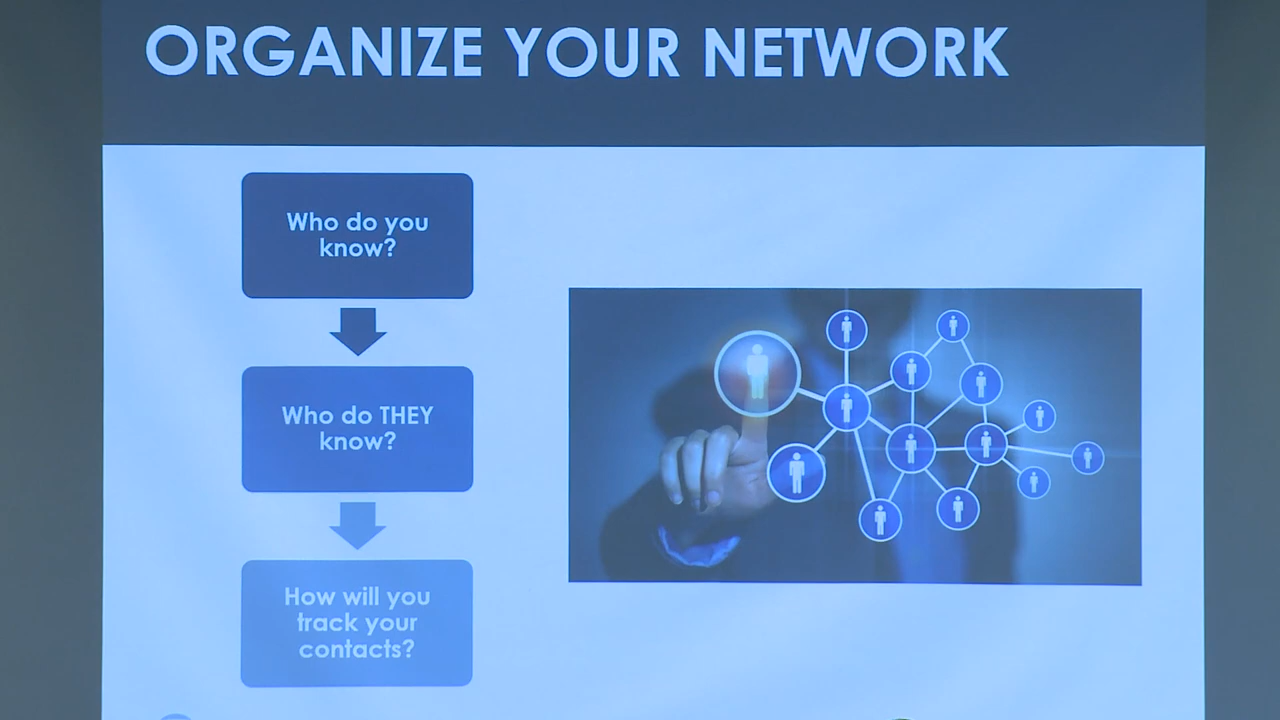 ORGANIZE YOUR NETWORK
Who do you
know?
Who do THEY
know?
How will you
track your
contacts?